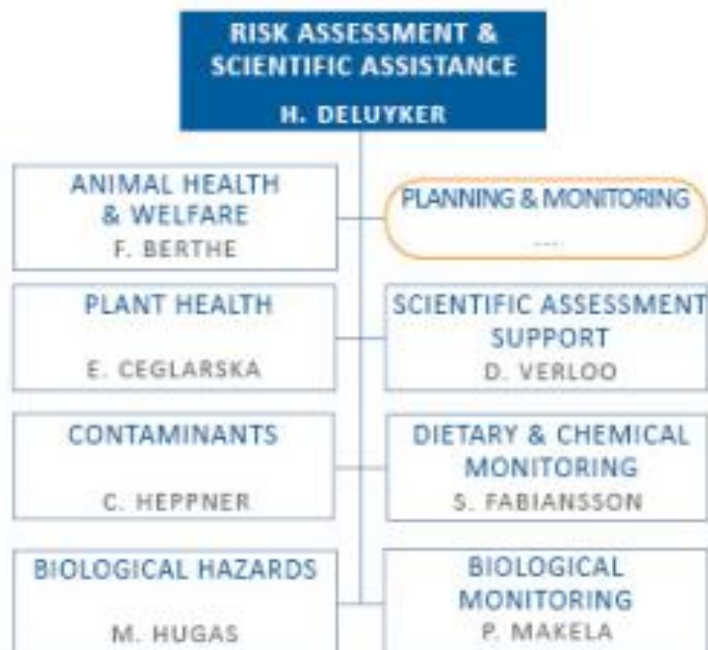 RISK ASSESSMENT &
SCIENTIFIC ASSISTANCE
H. DELUYKER
ANIMAL HEALTH
& WELFARE
F. BERTHE
PLANNING & MONITORING
....
PLANT HEALTH
E. CEGLARSKA
SCIENTIFIC ASSESSMENT
SUPPORT
D. VERLOO
CONTAMINANTS
C. HEPPNER
DIETARY & CHEMICAL
MONITORING
S. FABIANSSON
BIOLOGICAL HAZARDS
M. HUGAS
BIOLOGICAL
MONITORING
P. MAKELA